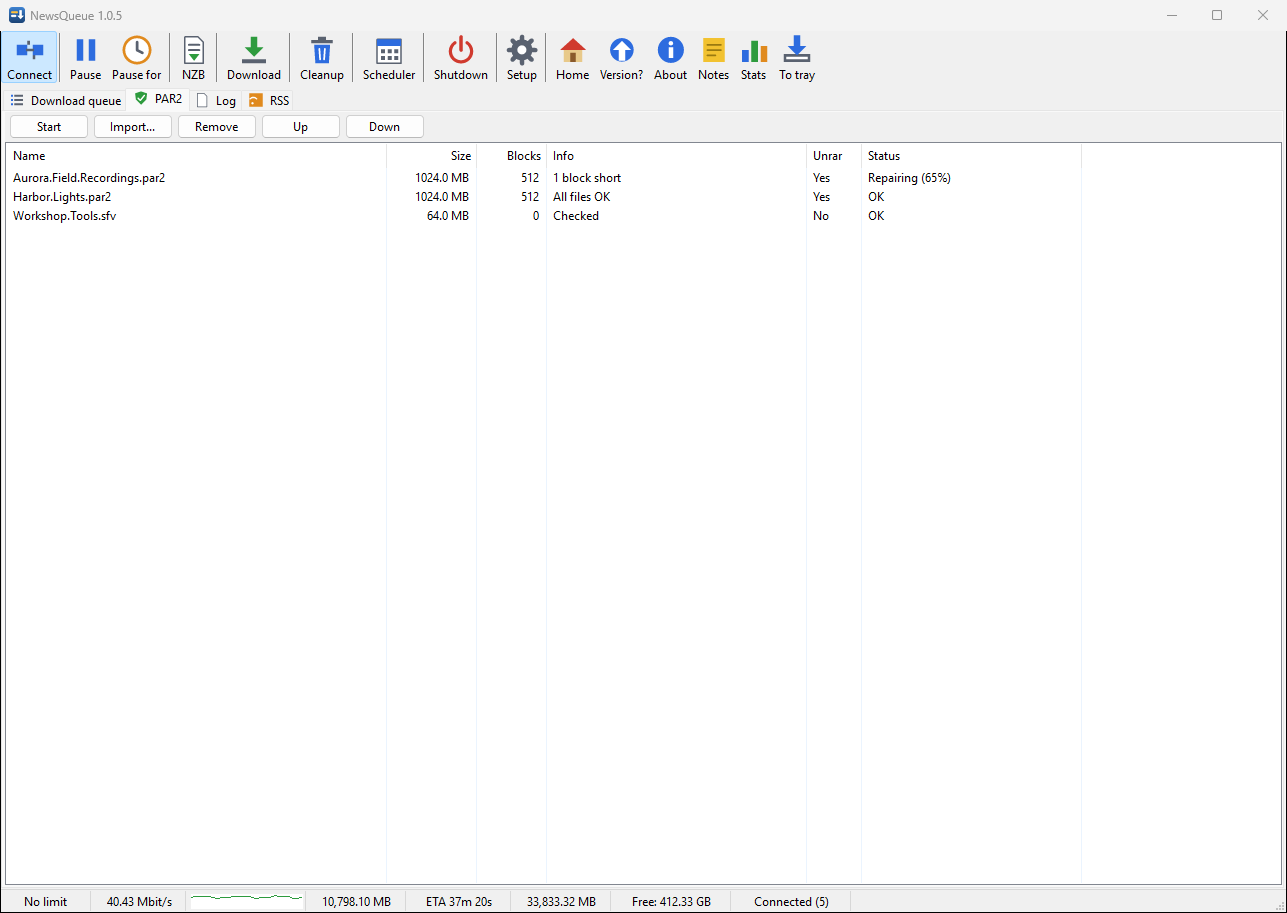 NewsQueue 1.0.5
Connect Pause Pause for NZB Download Cleanup Scheduler Shutdown Setup Home Version? About Notes Stats To tray
Download queue PAR2 Log RSS
Start Import... Remove Up Down
Name Size Blocks Info Unrar Status
Aurora.Field.Recordings.par2 1024.0 MB 512 1 block short Yes Repairing (65%)
Harbor.Lights.par2 1024.0 MB 512 All files OK Yes OK
Workshop.Tools.sfv 64.0 MB 0 Checked No OK
No limit 40.43 Mbit/s 10,798.10 MB ETA 37m 20s 33,833.32 MB Free: 412.33 GB Connected (5)